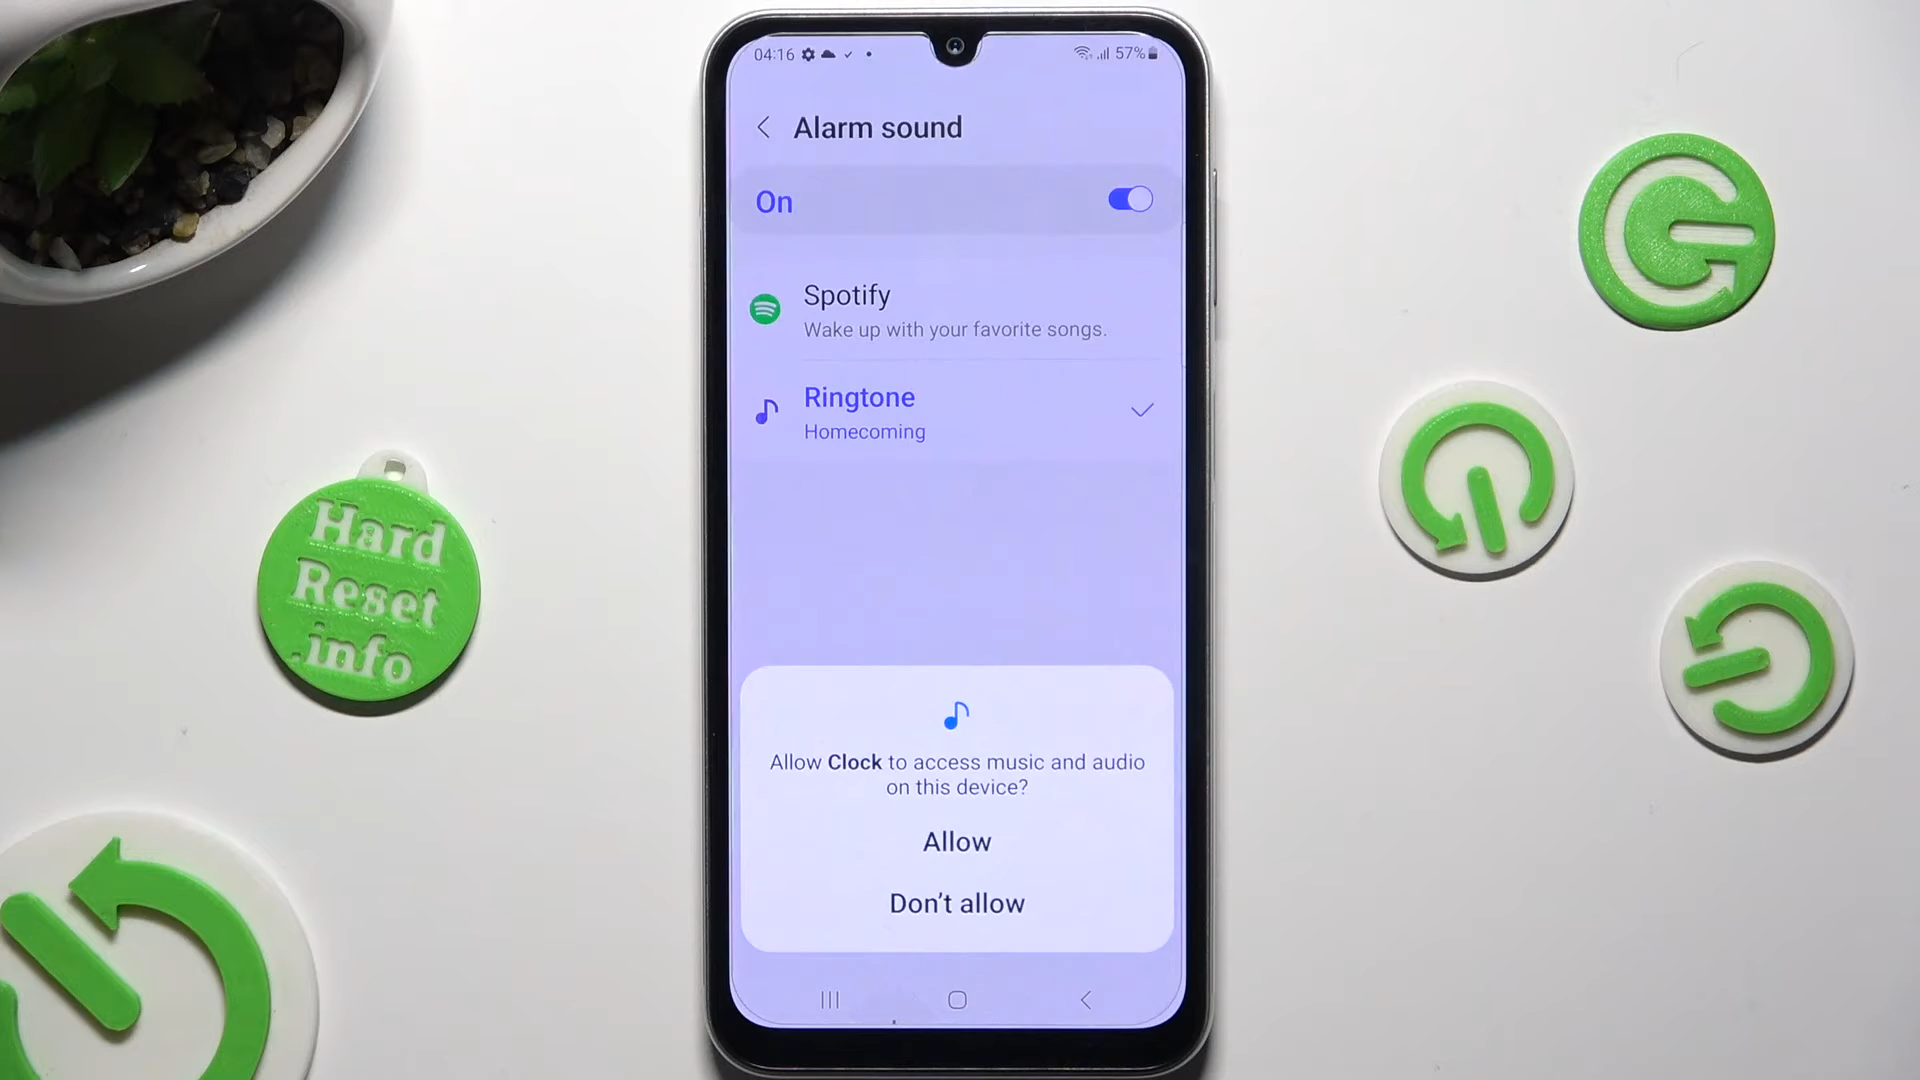 04:16
57%
Alarm sound
On
Spotify
Wake up with your favorite songs.
Ringtone
Homecoming
Allow Clock to access music and audio
on this device?
Allow
Don't allow
Hard
Reset
.info